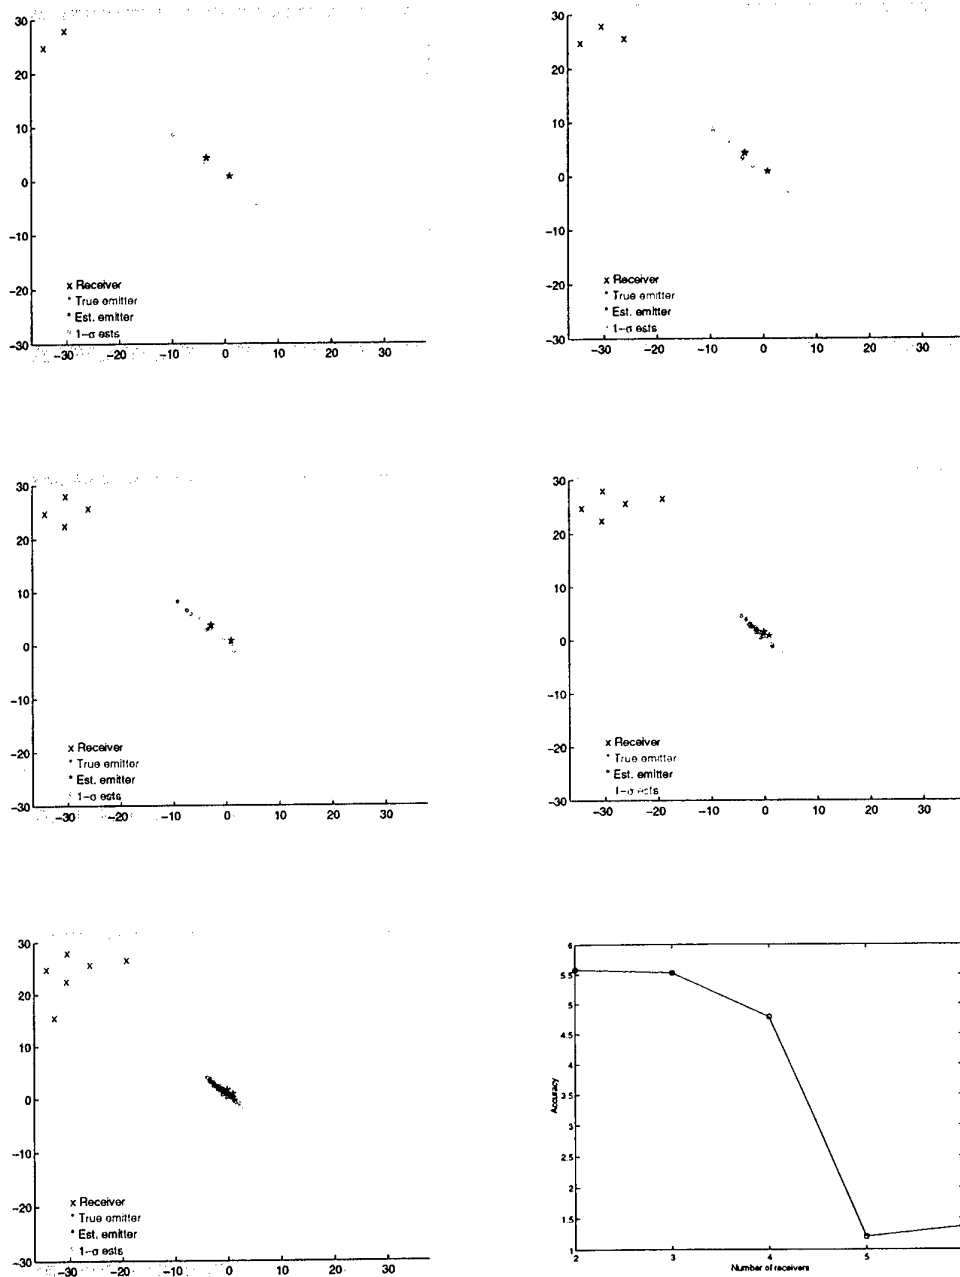 30
20
10
0
−10
−20
−30
x Receiver
* True emitter
* Est. emitter
° 1−σ ests
−30 −20 −10 0 10 20 30
30
20
10
0
−10
−20
−30
x Receiver
* True emitter
* Est. emitter
1−σ ests
−30 −20 −10 0 10 20 30
30
20
10
0
−10
−20
−30
x Receiver
* True emitter
* Est. emitter
° 1−σ ests
−30 −20 −10 0 10 20 30
30
20
10
0
−10
−20
−30
x Receiver
* True emitter
* Est. emitter
1−σ ests
−30 −20 −10 0 10 20 30
30
20
10
0
−10
−20
−30
x Receiver
* True emitter
* Est. emitter
1−σ ests
−30 −20 −10 0 10 20 30
6
5.5
5
4.5
4
3.5
3
2.5
2
1.5
1
Accuracy
2 3 4 5
Number of receivers